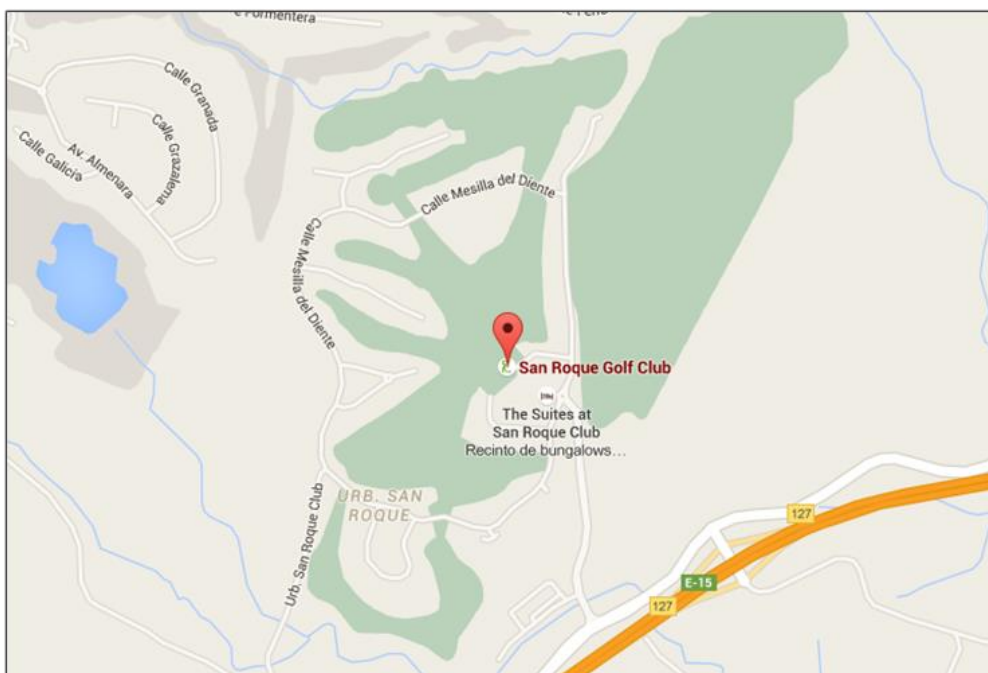 Formentera
Calle Granada
Calle Grazalema
Av. Almenara
Calle Galicia
Calle Mesilla del Diente
Calle Mesilla del Diente
San Roque Golf Club
The Suites at
San Roque Club
Recinto de bungalows…
URB. SAN
ROQUE
Urb. San Roque Club
127
E-15
127